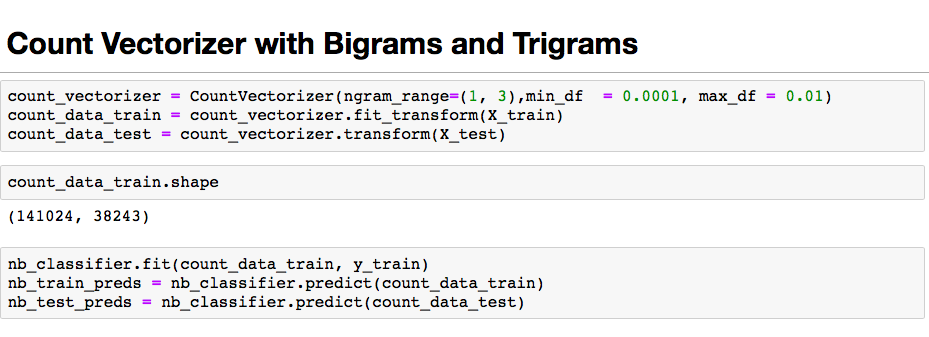 Count Vectorizer with Bigrams and Trigrams
count_vectorizer = CountVectorizer(ngram_range=(1, 3),min_df  = 0.0001, max_df = 0.01)
count_data_train = count_vectorizer.fit_transform(X_train)
count_data_test = count_vectorizer.transform(X_test)
count_data_train.shape
(141024, 38243)
nb_classifier.fit(count_data_train, y_train)
nb_train_preds = nb_classifier.predict(count_data_train)
nb_test_preds = nb_classifier.predict(count_data_test)